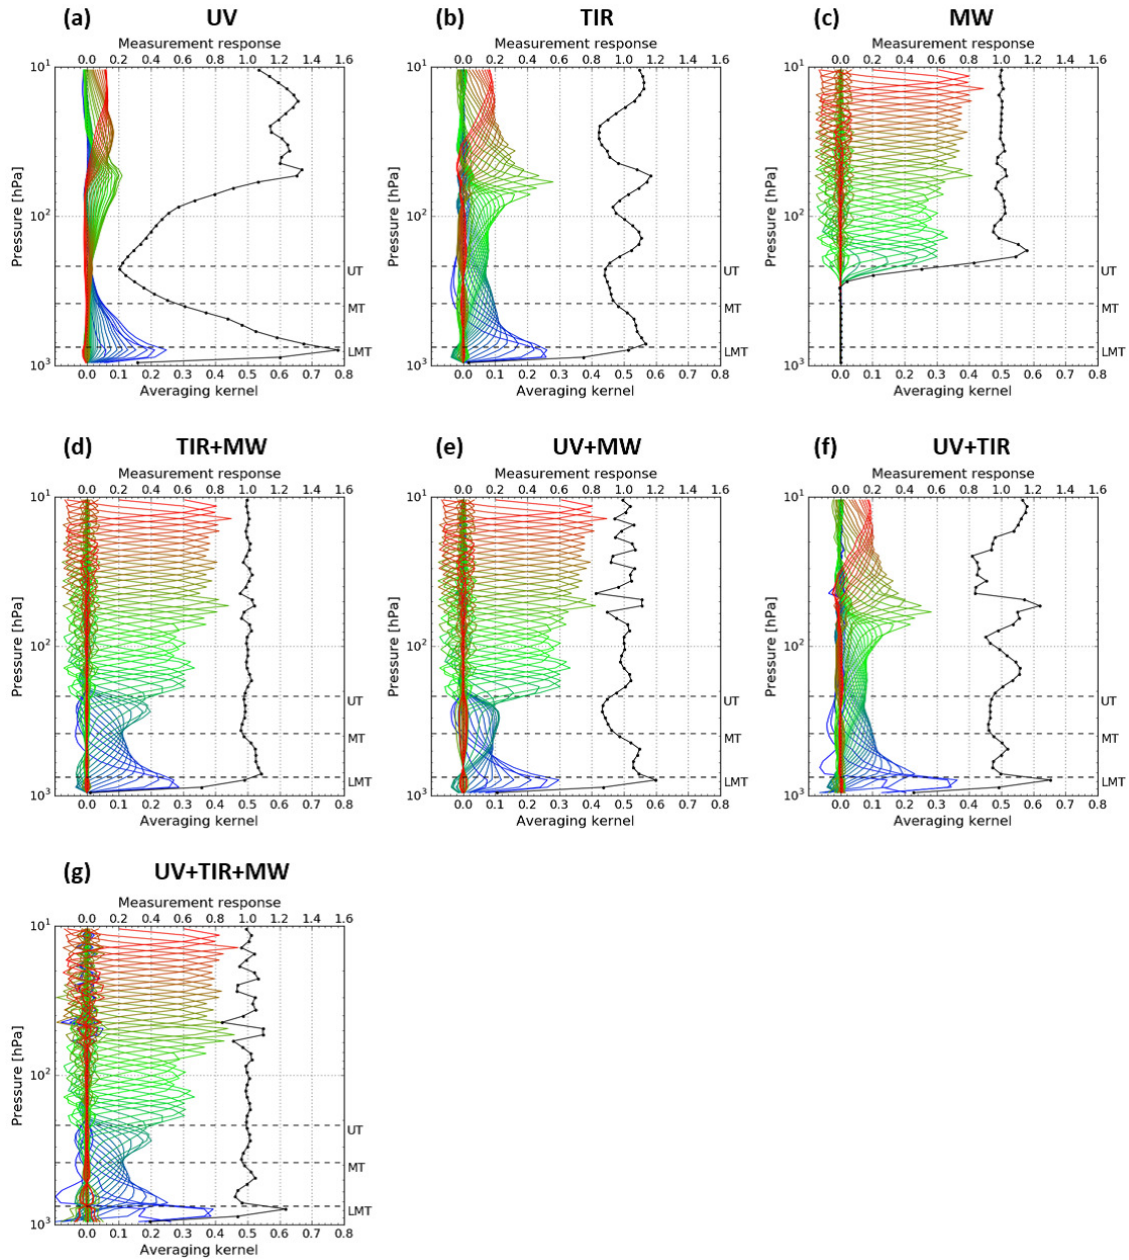 (a) UV
Measurement response
0.0 0.2 0.4 0.6 0.8 1.0 1.2 1.4 1.6
10¹
10²
10³
Pressure [hPa]
UT
MT
LMT
0.0 0.1 0.2 0.3 0.4 0.5 0.6 0.7 0.8
Averaging kernel
(b) TIR
Measurement response
0.0 0.2 0.4 0.6 0.8 1.0 1.2 1.4 1.6
10¹
10²
10³
Pressure [hPa]
UT
MT
LMT
0.0 0.1 0.2 0.3 0.4 0.5 0.6 0.7 0.8
Averaging kernel
(c) MW
Measurement response
0.0 0.2 0.4 0.6 0.8 1.0 1.2 1.4 1.6
10¹
10²
10³
Pressure [hPa]
UT
MT
LMT
0.0 0.1 0.2 0.3 0.4 0.5 0.6 0.7 0.8
Averaging kernel
(d) TIR+MW
Measurement response
0.0 0.2 0.4 0.6 0.8 1.0 1.2 1.4 1.6
10¹
10²
10³
Pressure [hPa]
UT
MT
LMT
0.0 0.1 0.2 0.3 0.4 0.5 0.6 0.7 0.8
Averaging kernel
(e) UV+MW
Measurement response
0.0 0.2 0.4 0.6 0.8 1.0 1.2 1.4 1.6
10¹
10²
10³
Pressure [hPa]
UT
MT
LMT
0.0 0.1 0.2 0.3 0.4 0.5 0.6 0.7 0.8
Averaging kernel
(f) UV+TIR
Measurement response
0.0 0.2 0.4 0.6 0.8 1.0 1.2 1.4 1.6
10¹
10²
10³
Pressure [hPa]
UT
MT
LMT
0.0 0.1 0.2 0.3 0.4 0.5 0.6 0.7 0.8
Averaging kernel
(g) UV+TIR+MW
Measurement response
0.0 0.2 0.4 0.6 0.8 1.0 1.2 1.4 1.6
10¹
10²
10³
Pressure [hPa]
UT
MT
LMT
0.0 0.1 0.2 0.3 0.4 0.5 0.6 0.7 0.8
Averaging kernel